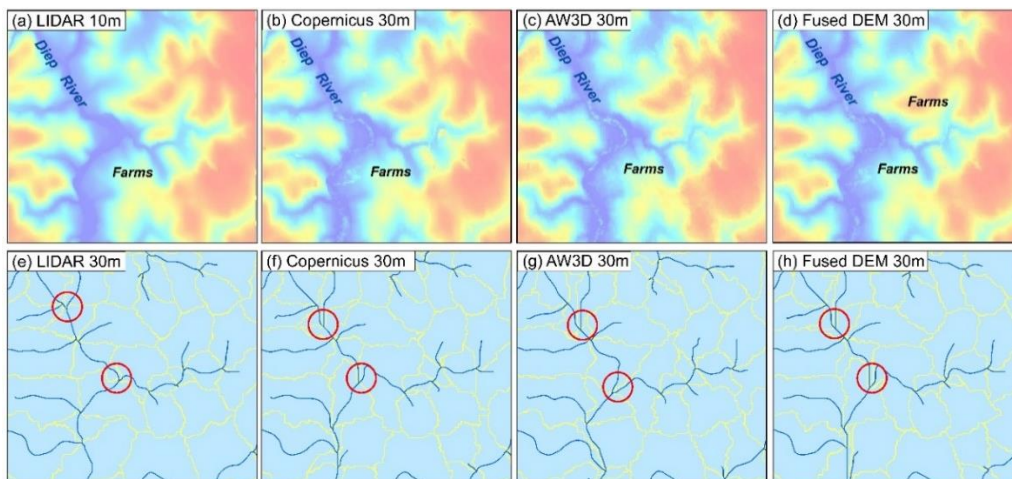 (a) LIDAR 10m
(b) Copernicus 30m
(c) AW3D 30m
(d) Fused DEM 30m
Diep River
Diep River
Diep River
Diep River
Farms
Farms
Farms
Farms
Farms
(e) LIDAR 30m
(f) Copernicus 30m
(g) AW3D 30m
(h) Fused DEM 30m